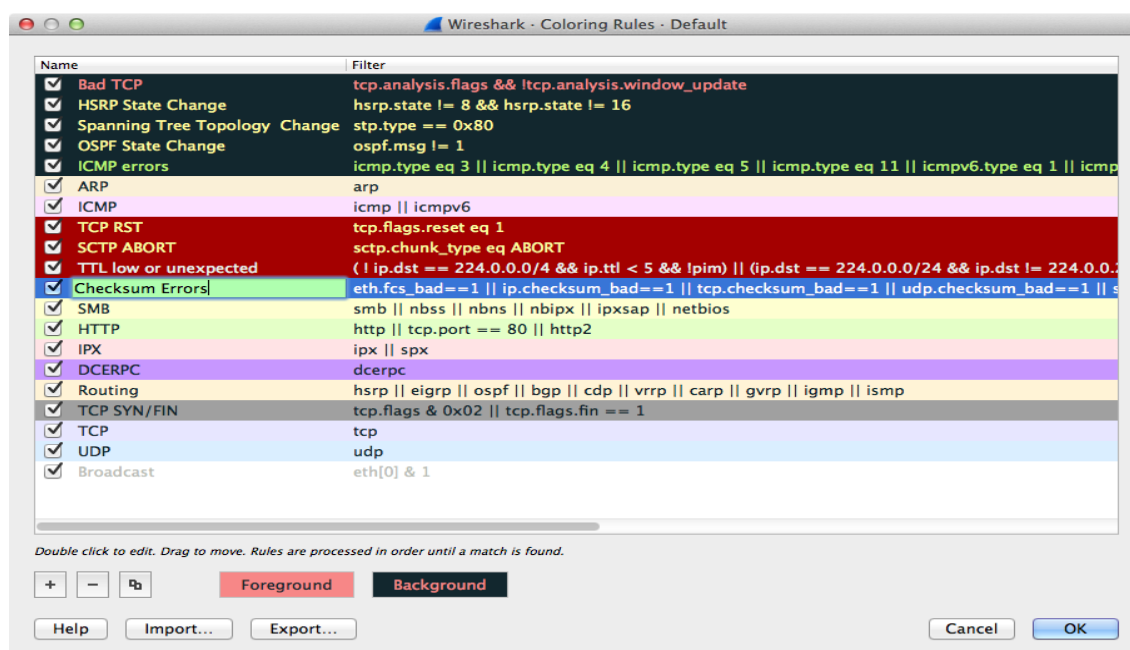 Wireshark · Coloring Rules · Default
Name Filter
Bad TCP tcp.analysis.flags && !tcp.analysis.window_update
HSRP State Change hsrp.state != 8 && hsrp.state != 16
Spanning Tree Topology Change stp.type == 0x80
OSPF State Change ospf.msg != 1
ICMP errors icmp.type eq 3 || icmp.type eq 4 || icmp.type eq 5 || icmp.type eq 11 || icmpv6.type eq 1 || icmp
ARP arp
ICMP icmp || icmpv6
TCP RST tcp.flags.reset eq 1
SCTP ABORT sctp.chunk_type eq ABORT
TTL low or unexpected ( ! ip.dst == 224.0.0.0/4 && ip.ttl < 5 && !pim) || (ip.dst == 224.0.0.0/24 && ip.dst != 224.0.0.
Checksum Errors eth.fcs_bad==1 || ip.checksum_bad==1 || tcp.checksum_bad==1 || udp.checksum_bad==1 || s
SMB smb || nbss || nbns || nbipx || ipxsap || netbios
HTTP http || tcp.port == 80 || http2
IPX ipx || spx
DCERPC dcerpc
Routing hsrp || eigrp || ospf || bgp || cdp || vrrp || carp || gvrp || igmp || ismp
TCP SYN/FIN tcp.flags & 0x02 || tcp.flags.fin == 1
TCP tcp
UDP udp
Broadcast eth[0] & 1
Double click to edit. Drag to move. Rules are processed in order until a match is found.
+ − Foreground Background
Help Import... Export... Cancel OK